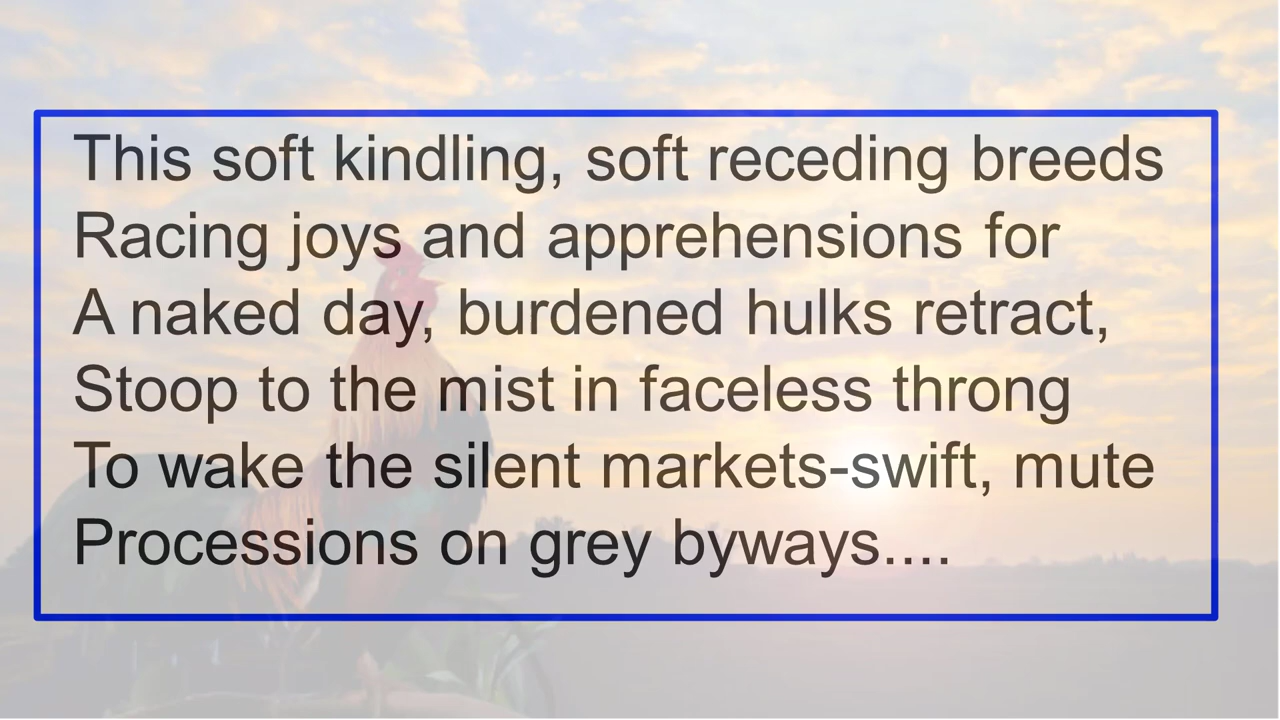 This soft kindling, soft receding breeds
Racing joys and apprehensions for
A naked day, burdened hulks retract,
Stoop to the mist in faceless throng
To wake the silent markets-swift, mute
Processions on grey byways....